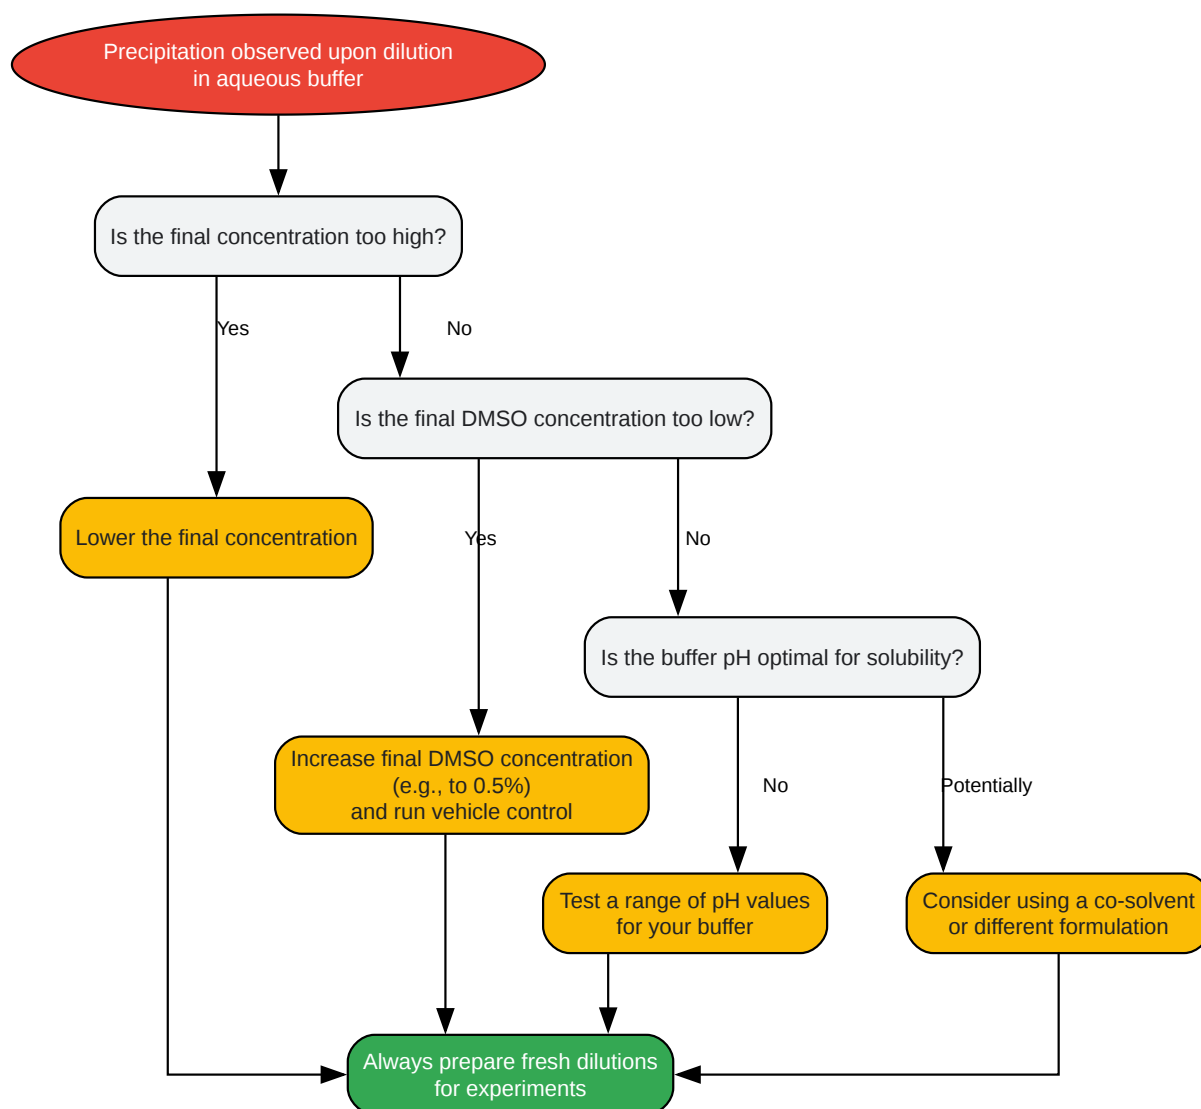 Precipitation observed upon dilution
in aqueous buffer
Is the final concentration too high?
Yes
No
Is the final DMSO concentration too low?
Lower the final concentration
Yes
No
Is the buffer pH optimal for solubility?
Increase final DMSO concentration
(e.g., to 0.5%)
and run vehicle control
No
Potentially
Test a range of pH values
for your buffer
Consider using a co-solvent
or different formulation
Always prepare fresh dilutions
for experiments